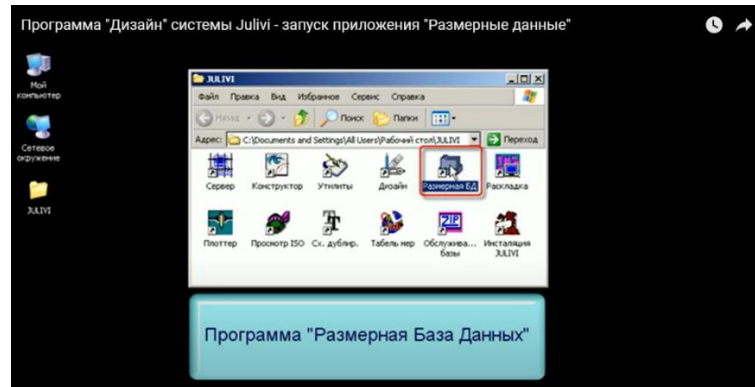 Программа "Дизайн" системы Julivi - запуск приложения "Размерные данные"
Мой компьютер
Сетевое окружение
JULIVI
JULIVI
Файл Правка Вид Избранное Сервис Справка
Назад Поиск Папки
Адрес: C:\Documents and Settings\All Users\Рабочий стол\JULIVI Переход
Сервер Конструктор Утилиты Дизайн Размерная БД Раскладка
Плоттер Просмотр ISO Сх. дублир. Табель мер Обслужива... базы Инсталяция JULIVI
ZIP
Программа "Размерная База Данных"